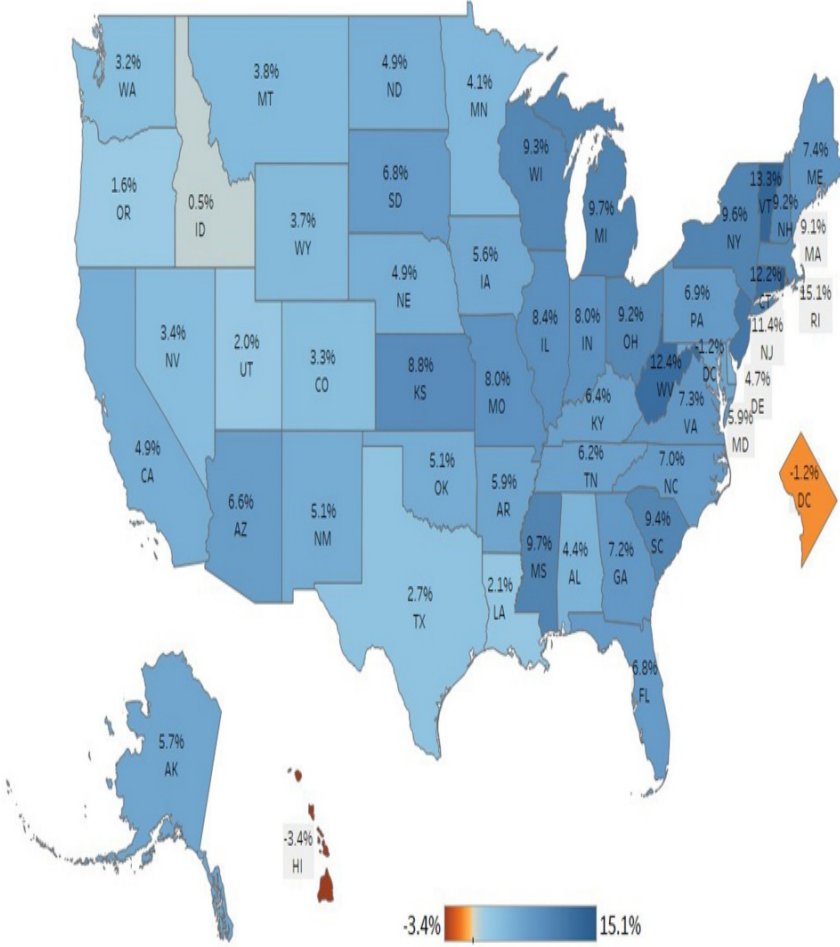 3.2%
WA
3.8%
MT
4.9%
ND
4.1%
MN
9.3%
WI
9.7%
MI
7.4%
ME
13.3%
VT
9.2%
NH
9.6%
NY
9.1%
MA
1.6%
OR
0.5%
ID
6.8%
SD
3.7%
WY
5.6%
IA
4.9%
NE
12.2%
CT
15.1%
RI
6.9%
PA
11.4%
NJ
8.4%
IL
8.0%
IN
9.2%
OH
3.4%
NV
2.0%
UT
3.3%
CO
8.8%
KS
8.0%
MO
12.4%
WV
-1.2%
DC
4.7%
DE
7.3%
VA
5.9%
MD
6.4%
KY
4.9%
CA
6.6%
AZ
5.1%
NM
5.1%
OK
5.9%
AR
6.2%
TN
7.0%
NC
-1.2%
DC
9.4%
SC
9.7%
MS
4.4%
AL
7.2%
GA
2.7%
TX
2.1%
LA
6.8%
FL
5.7%
AK
-3.4%
HI
-3.4%
15.1%